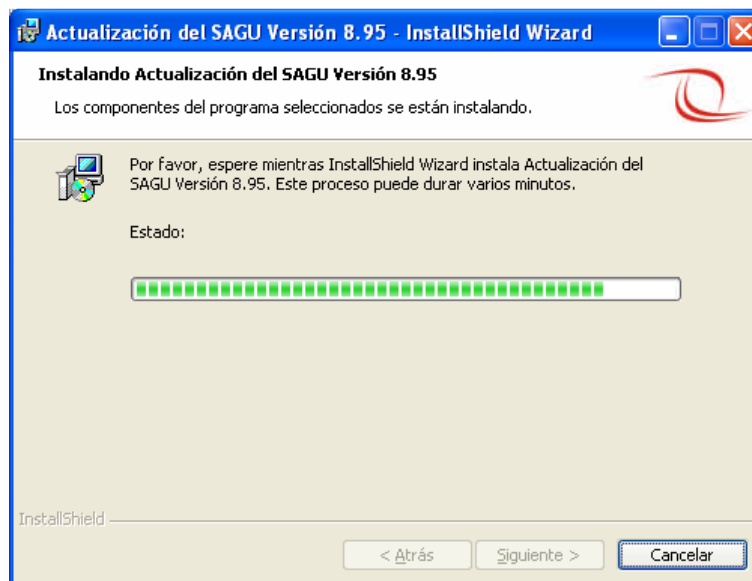 Actualización del SAGU Versión 8.95 - InstallShield Wizard
Instalando Actualización del SAGU Versión 8.95
Los componentes del programa seleccionados se están instalando.
Por favor, espere mientras InstallShield Wizard instala Actualización del
SAGU Versión 8.95. Este proceso puede durar varios minutos.
Estado:
InstallShield
< Atrás
Siguiente >
Cancelar